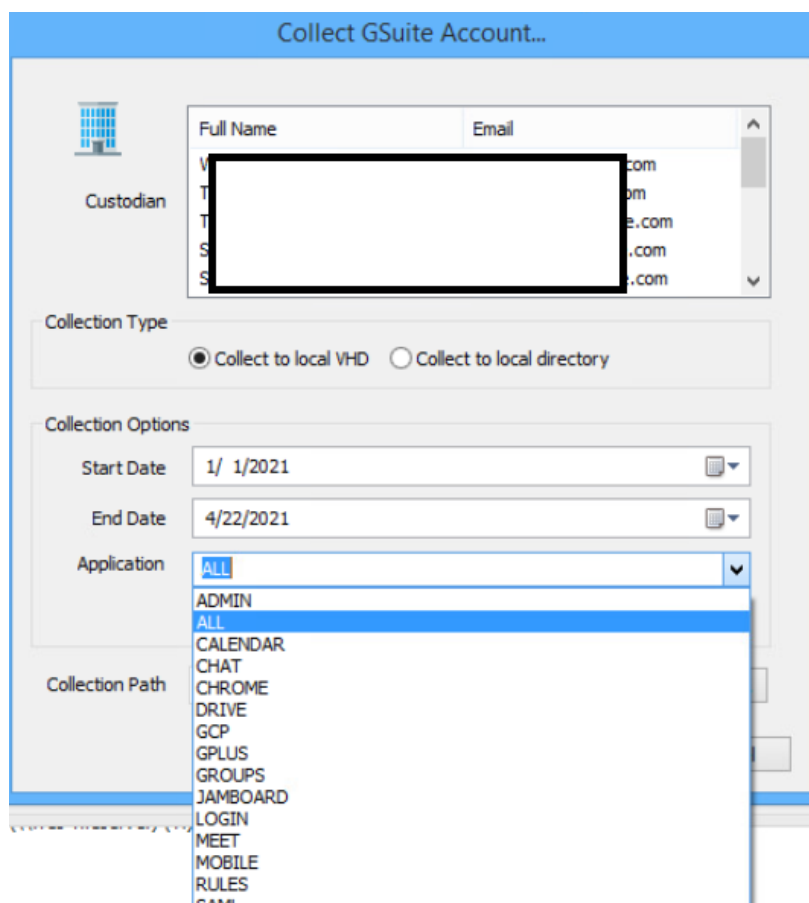 Collect GSuite Account...
Full Name Email
Custodian
.com
e.com
.com
.com
Collection Type
Collect to local VHD Collect to local directory
Collection Options
Start Date 1/ 1/2021
End Date 4/22/2021
Application ALL
ADMIN
ALL
CALENDAR
CHAT
Collection Path
CHROME
DRIVE
GCP
GPLUS
GROUPS
JAMBOARD
LOGIN
MEET
MOBILE
RULES
SAML